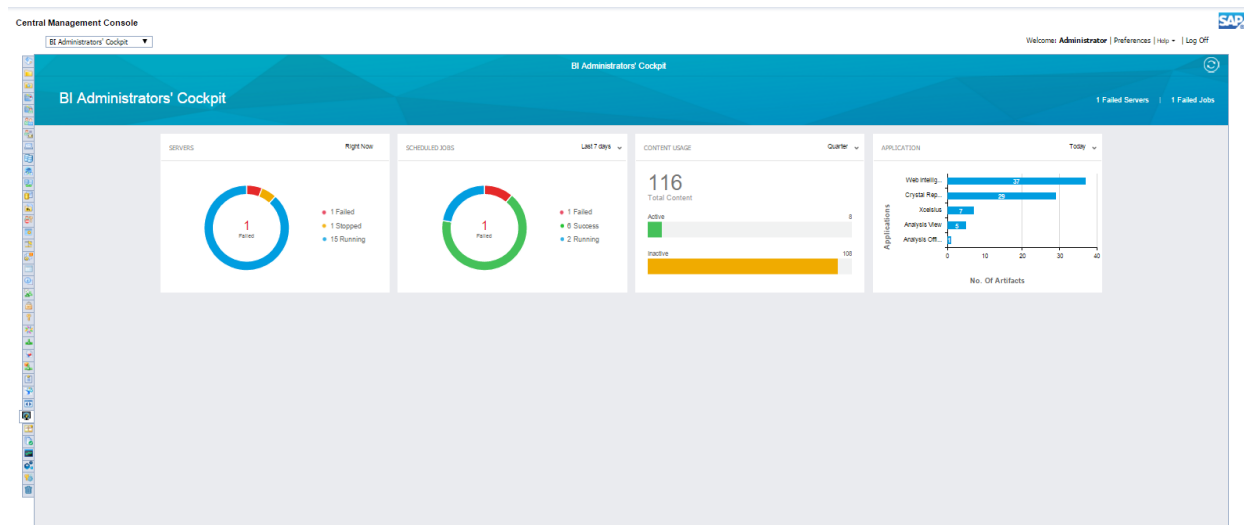 Central Management Console
SAP
BI Administrators' Cockpit
Welcome: Administrator | Preferences | Help | Log Off
BI Administrators' Cockpit
BI Administrators' Cockpit
1 Failed Servers | 1 Failed Jobs
SERVERS
Right Now
1
Failed
1 Failed
1 Stopped
15 Running
SCHEDULED JOBS
Last 7 days
1
Failed
1 Failed
6 Success
2 Running
CONTENT USAGE
Quarter
116
Total Content
Active 8
Inactive 108
APPLICATION
Today
Applications
Web Intellig... 37
Crystal Rep... 29
Xcelsius 7
Analysis View 5
Analysis Offi... 1
0 10 20 30 40
No. Of Artifacts